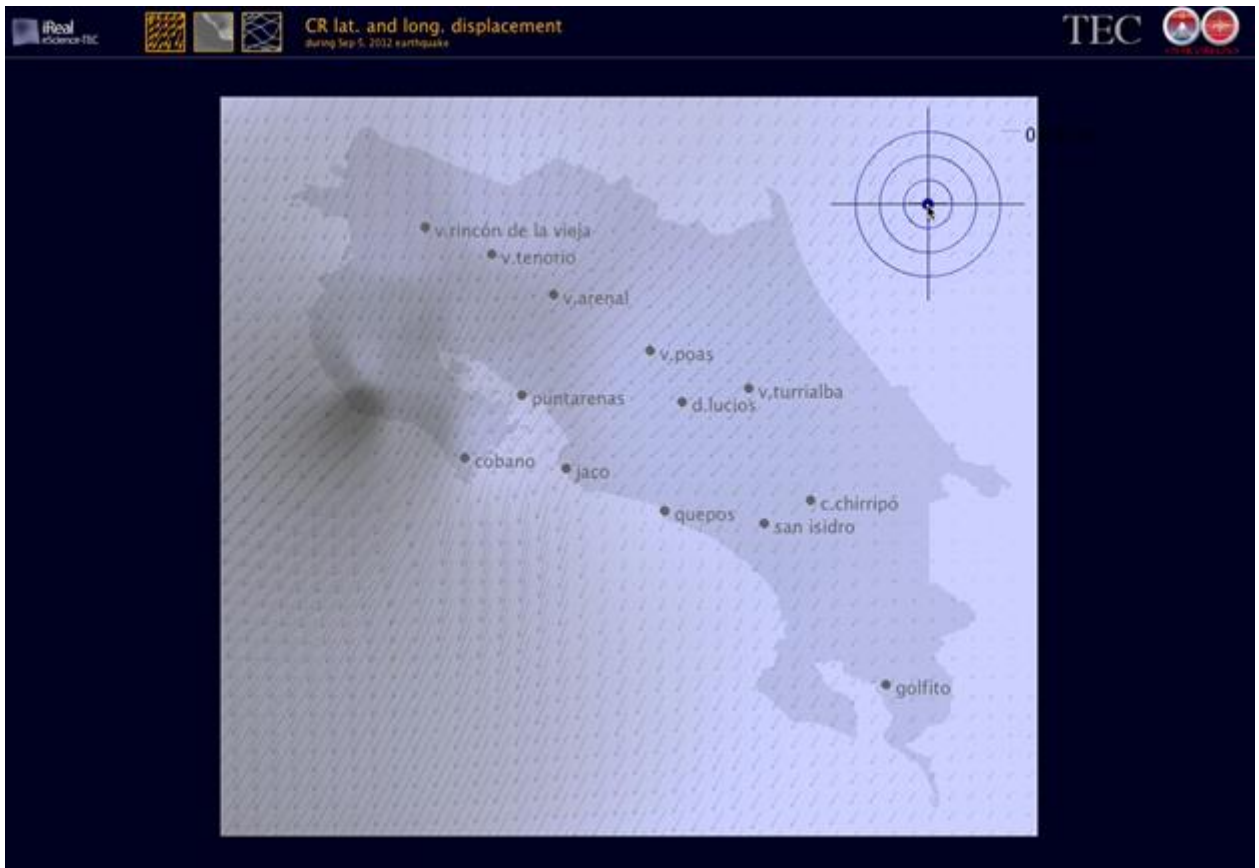 iReal
eScience-TEC
CR lat. and long. displacement
during Sep 5, 2012 earthquake
TEC
0
v.rincón de la vieja
v.tenorio
v.arenal
v.poas
v.turrialba
puntarenas
d.lucios
cobano
jaco
c.chirripó
quepos
san isidro
golfito